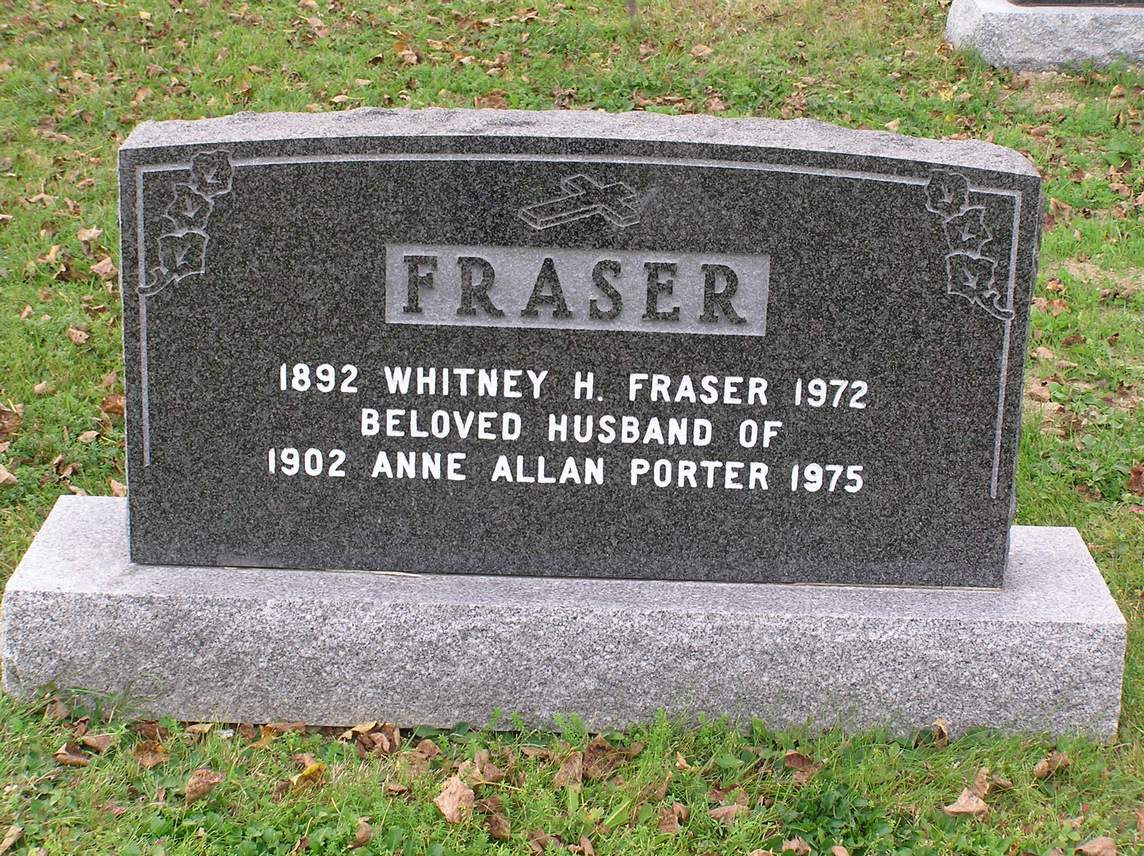 FRASER
1892 WHITNEY H. FRASER 1972
BELOVED HUSBAND OF
1902 ANNE ALLAN PORTER 1975